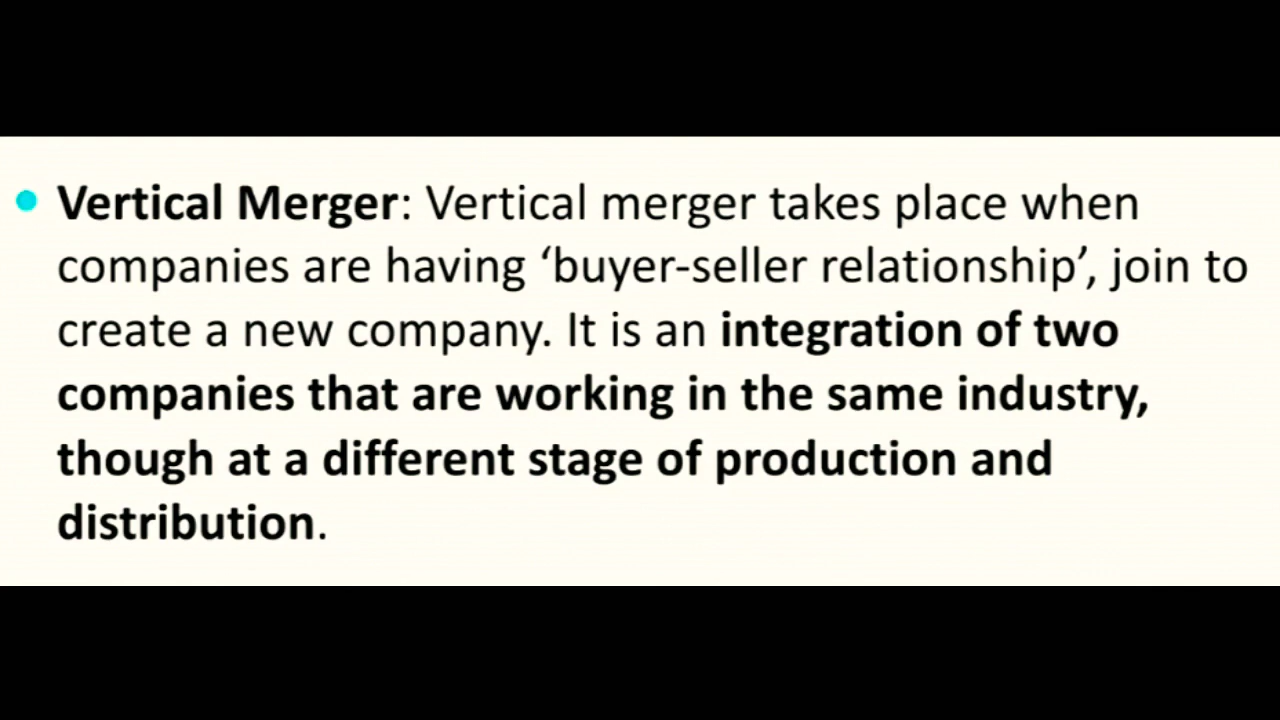 • Vertical Merger: Vertical merger takes place when
companies are having ‘buyer-seller relationship’, join to
create a new company. It is an integration of two
companies that are working in the same industry,
though at a different stage of production and
distribution.